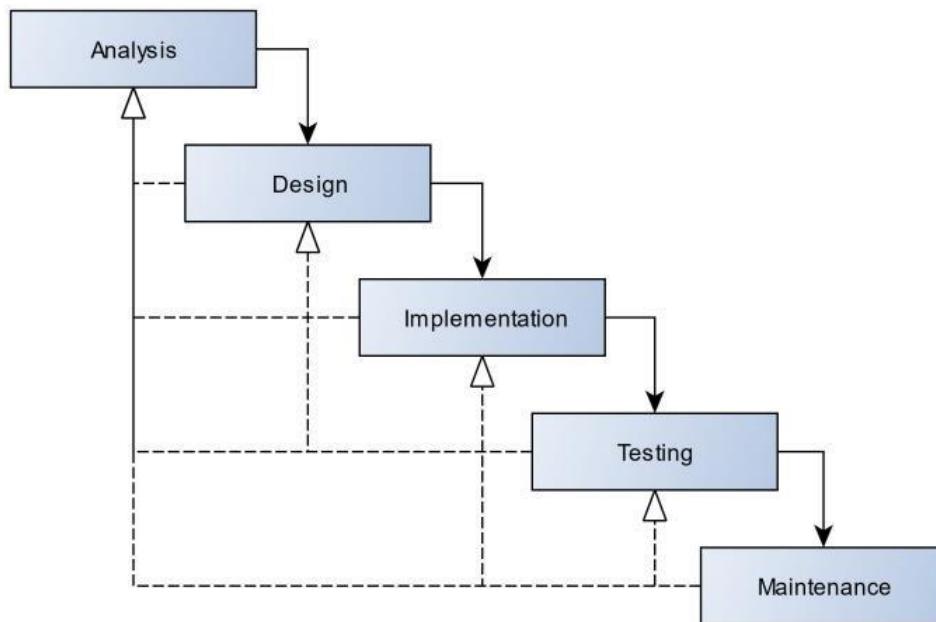 Analysis
Design
Implementation
Testing
Maintenance